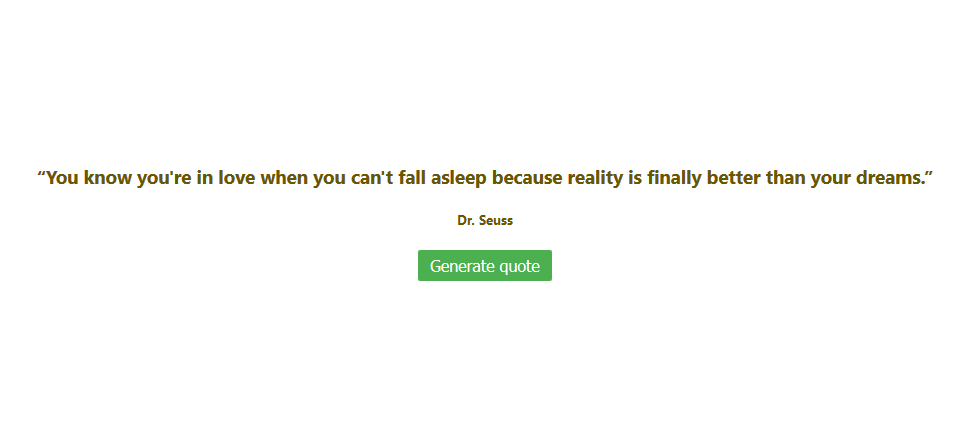 “You know you're in love when you can't fall asleep because reality is finally better than your dreams.”
Dr. Seuss
Generate quote